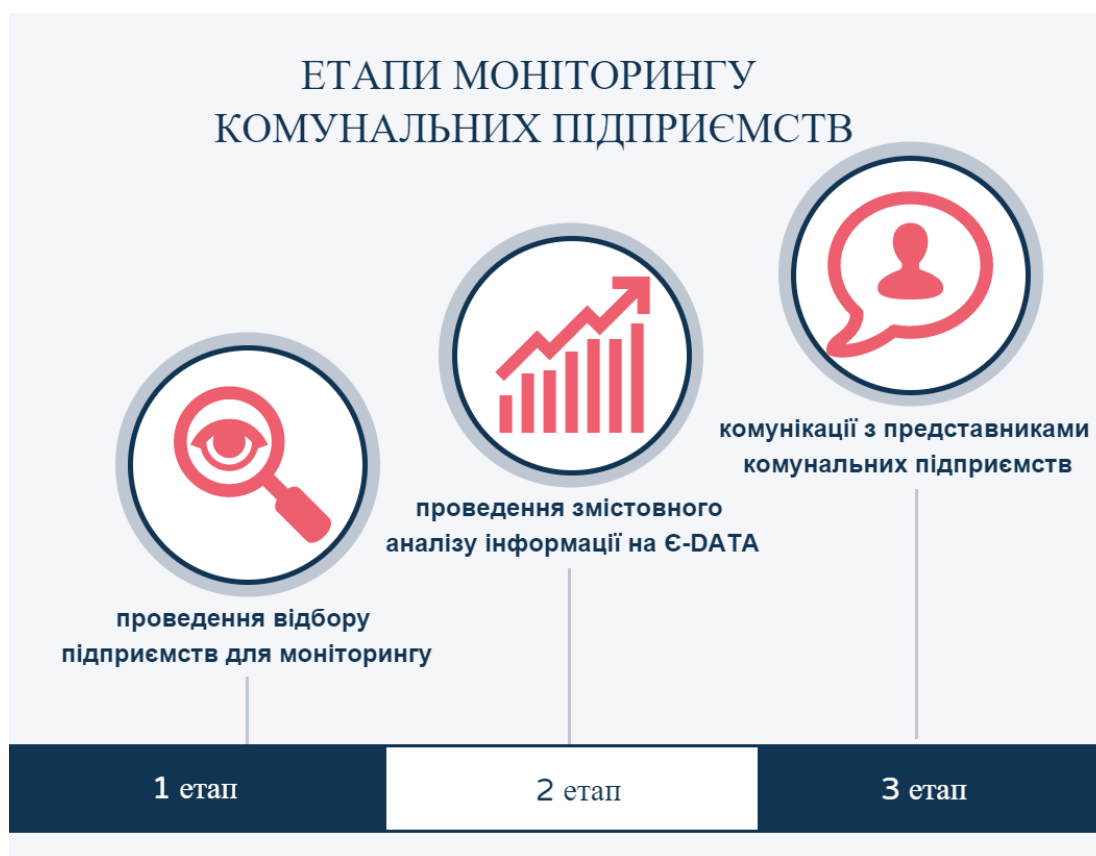 ЕТАПИ МОНІТОРИНГУ
КОМУНАЛЬНИХ ПІДПРИЄМСТВ
комунікації з представниками
комунальних підприємств
проведення змістовного
аналізу інформації на Є-DATA
проведення відбору
підприємств для моніторингу
1 етап
2 етап
3 етап